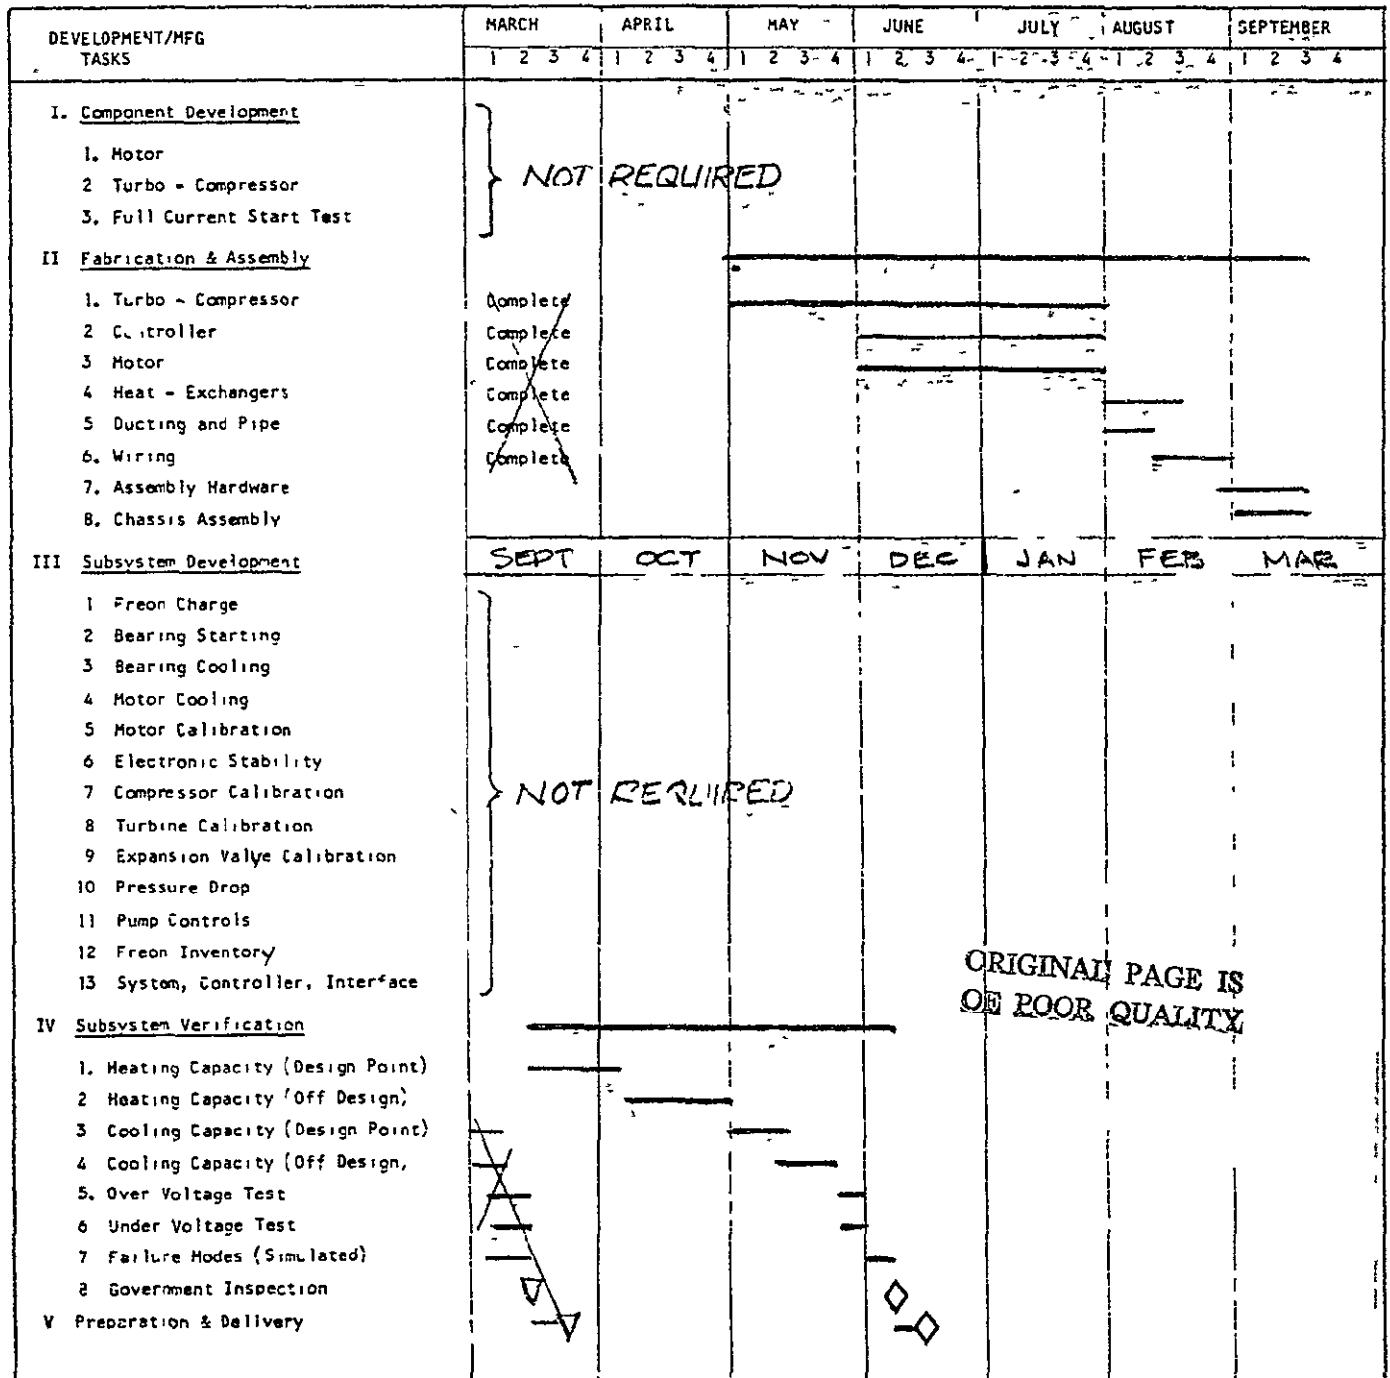 DEVELOPMENT/MFG TASKS
MARCH APRIL MAY JUNE JULY AUGUST SEPTEMBER
1 2 3 4 1 2 3 4 1 2 3 4 1 2 3 4 1 2 3 4 1 2 3 4 1 2 3 4
I. Component Development
1. Motor
2 Turbo - Compressor
3. Full Current Start Test
NOT REQUIRED
II Fabrication & Assembly
1. Turbo - Compressor Complete
2 Controller Complete
3 Motor Complete
4 Heat - Exchangers Complete
5 Ducting and Pipe Complete
6. Wiring Complete
7. Assembly Hardware
8. Chassis Assembly
III Subsystem Development SEPT OCT NOV DEC JAN FEB MAR
1 Freon Charge
2 Bearing Starting
3 Bearing Cooling
4 Motor Cooling
5 Motor Calibration
6 Electronic Stability
7 Compressor Calibration
NOT REQUIRED
8 Turbine Calibration
9 Expansion Valve Calibration
10 Pressure Drop
11 Pump Controls
12 Freon Inventory
13 System, Controller, Interface
ORIGINAL PAGE IS
OF POOR QUALITY
IV Subsystem Verification
1. Heating Capacity (Design Point)
2 Heating Capacity (Off Design)
3 Cooling Capacity (Design Point)
4 Cooling Capacity (Off Design,
5. Over Voltage Test
6 Under Voltage Test
7 Failure Modes (Simulated)
8 Government Inspection
V Preparation & Delivery